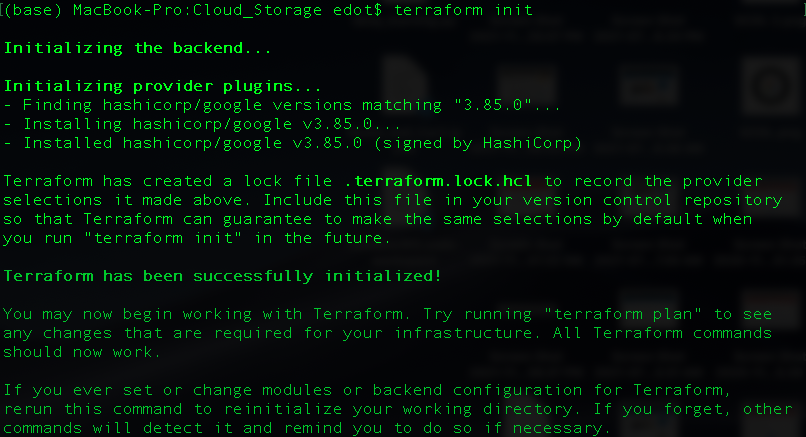 (base) MacBook-Pro:Cloud_Storage edot$ terraform init
Initializing the backend...
Initializing provider plugins...
- Finding hashicorp/google versions matching "3.85.0"...
- Installing hashicorp/google v3.85.0...
- Installed hashicorp/google v3.85.0 (signed by HashiCorp)
Terraform has created a lock file .terraform.lock.hcl to record the provider
selections it made above. Include this file in your version control repository
so that Terraform can guarantee to make the same selections by default when
you run "terraform init" in the future.
Terraform has been successfully initialized!
You may now begin working with Terraform. Try running "terraform plan" to see
any changes that are required for your infrastructure. All Terraform commands
should now work.
If you ever set or change modules or backend configuration for Terraform,
rerun this command to reinitialize your working directory. If you forget, other
commands will detect it and remind you to do so if necessary.